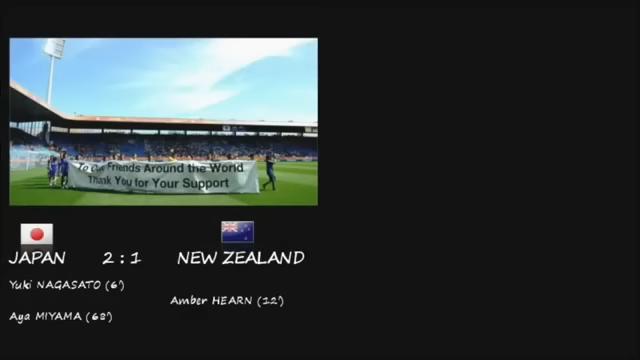 To Our Friends Around the World
Thank You for Your Support
JAPAN 2 : 1 NEW ZEALAND
Yuki NAGASATO (6')
Amber HEARN (12')
Aya MIYAMA (68')